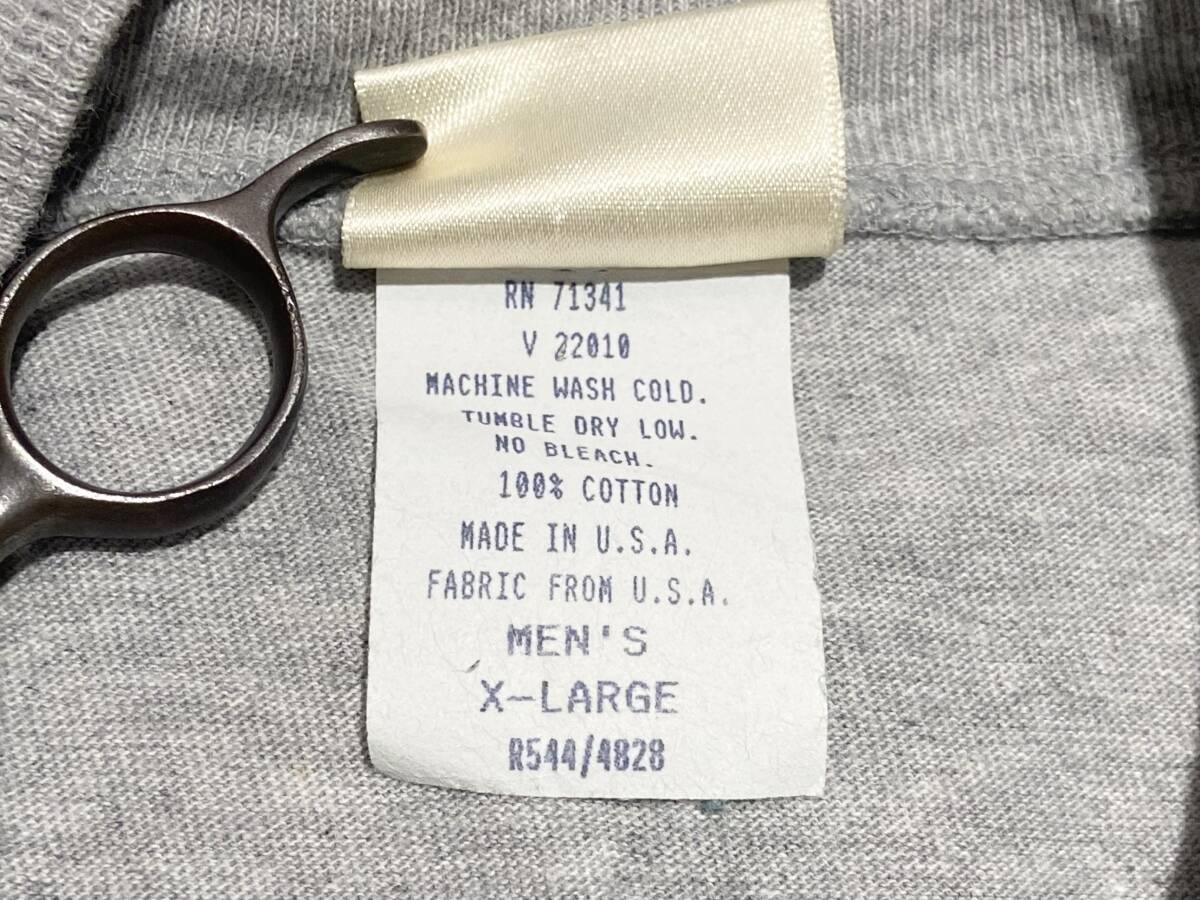 RN 71341
V 22010
MACHINE WASH COLD.
TUMBLE DRY LOW.
NO BLEACH.
100% COTTON
MADE IN U.S.A.
FABRIC FROM U.S.A.
MEN'S
X-LARGE
R544/4828